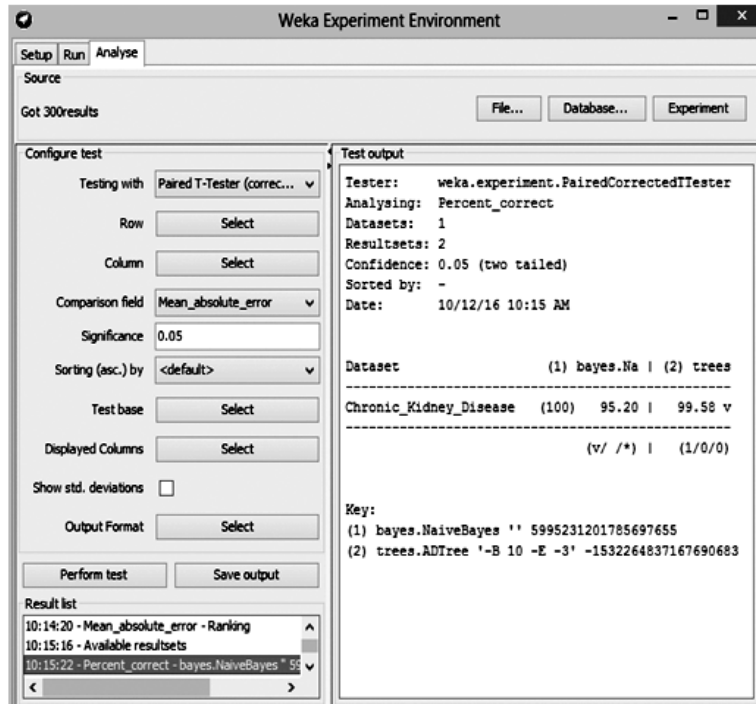 Weka Experiment Environment
Setup Run Analyse
Source
Got 300results
File... Database... Experiment
Configure test
Testing with Paired T-Tester (correc...
Row Select
Column Select
Comparison field Mean_absolute_error
Significance 0.05
Sorting (asc.) by <default>
Test base Select
Displayed Columns Select
Show std. deviations
Output Format Select
Perform test Save output
Result list
10:14:20 - Mean_absolute_error - Ranking
10:15:16 - Available resultsets
10:15:22 - Percent_correct - bayes.NaiveBayes '' 59
Test output
Tester: weka.experiment.PairedCorrectedTTester
Analysing: Percent_correct
Datasets: 1
Resultsets: 2
Confidence: 0.05 (two tailed)
Sorted by: -
Date: 10/12/16 10:15 AM
Dataset (1) bayes.Na | (2) trees
Chronic_Kidney_Disease (100) 95.20 | 99.58 v
(v/ /*) | (1/0/0)
Key:
(1) bayes.NaiveBayes '' 5995231201785697655
(2) trees.ADTree '-B 10 -E -3' -1532264837167690683